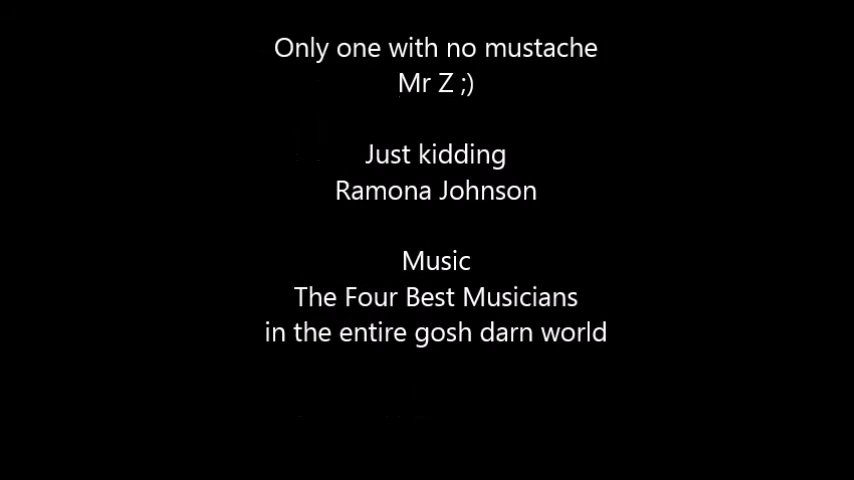 Only one with no mustache
Mr Z ;)
Just kidding
Ramona Johnson
Music
The Four Best Musicians
in the entire gosh darn world